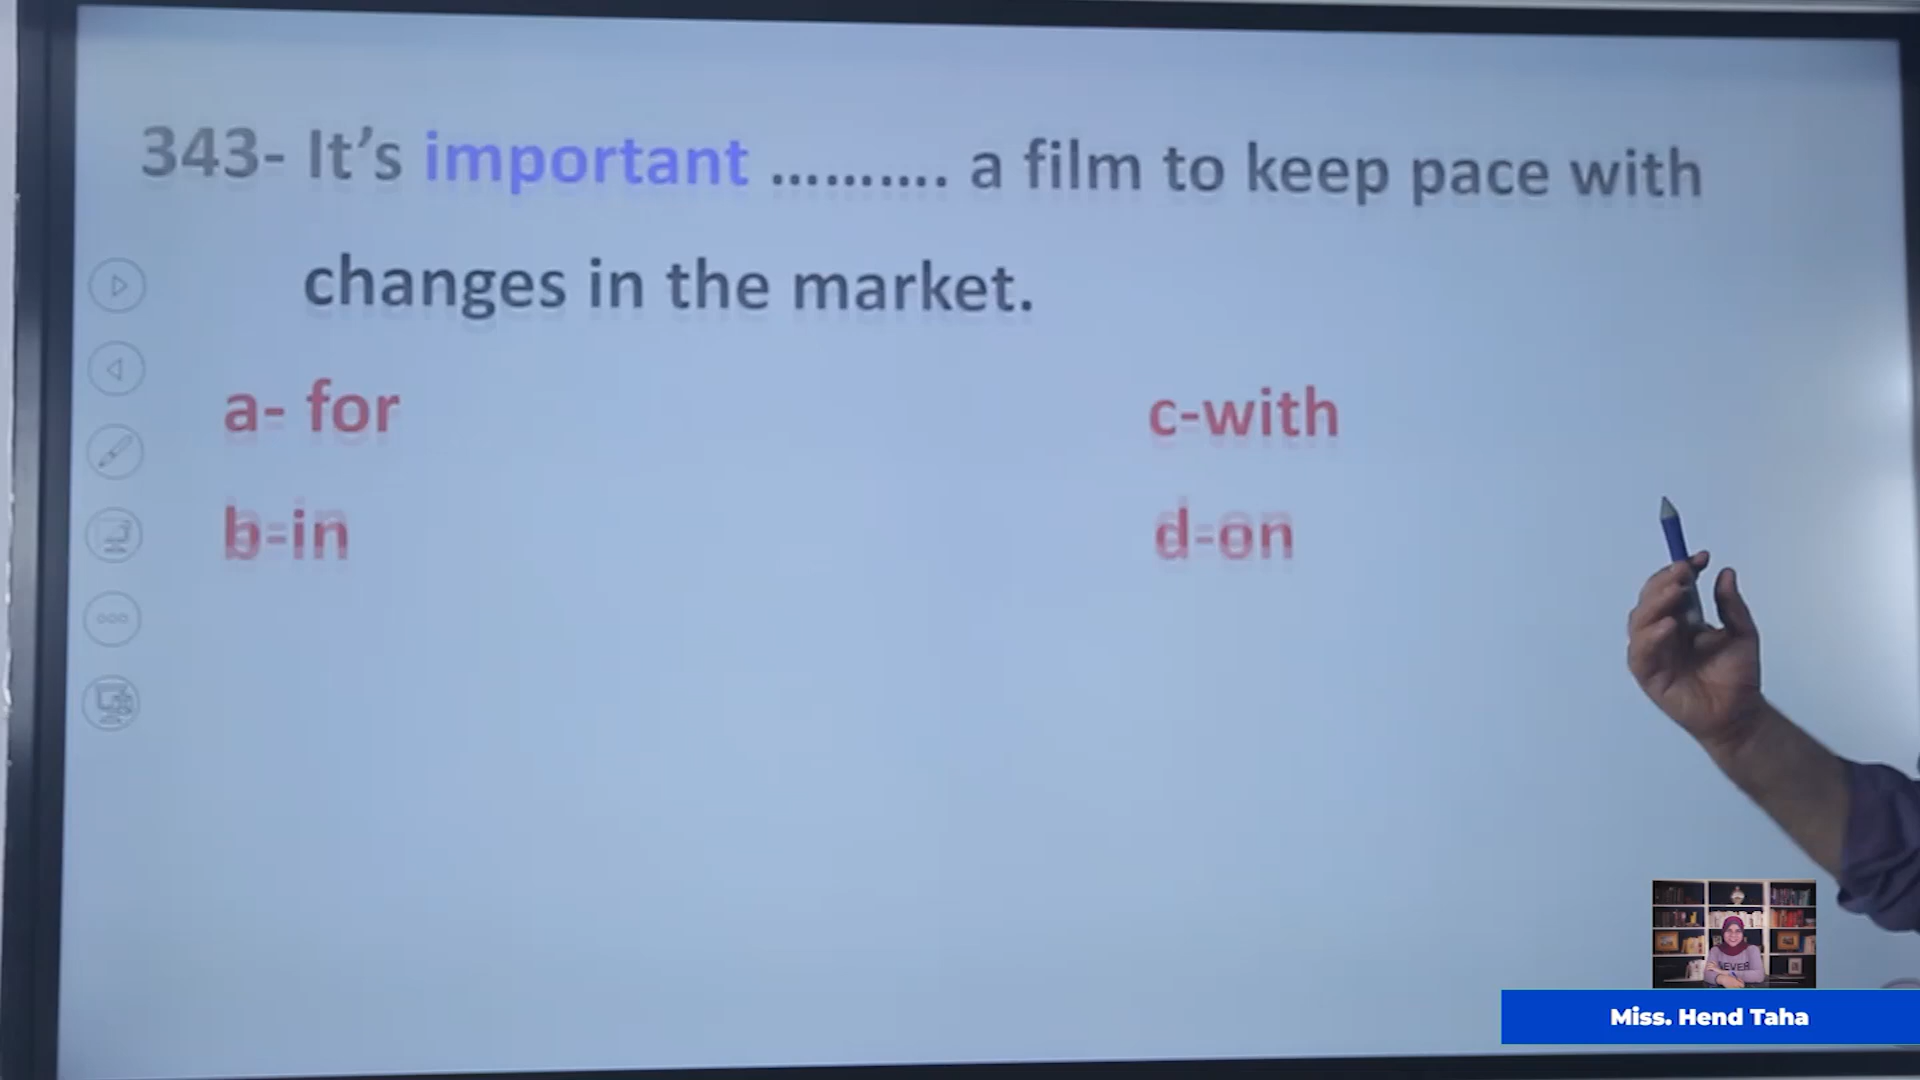 343- It's important .......... a film to keep pace with
changes in the market.
a- for
c-with
b=in
d=on
EVER
Miss. Hend Taha